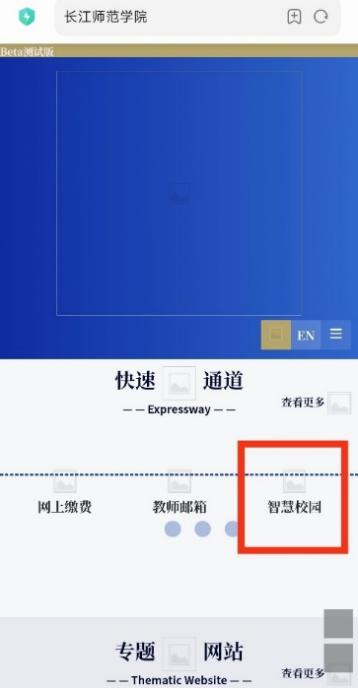 长江师范学院
Beta测试版
EN
快速 通道
——Expressway——
查看更多
网上缴费 教师邮箱 智慧校园
专题 网站
——Thematic Website——
查看更多